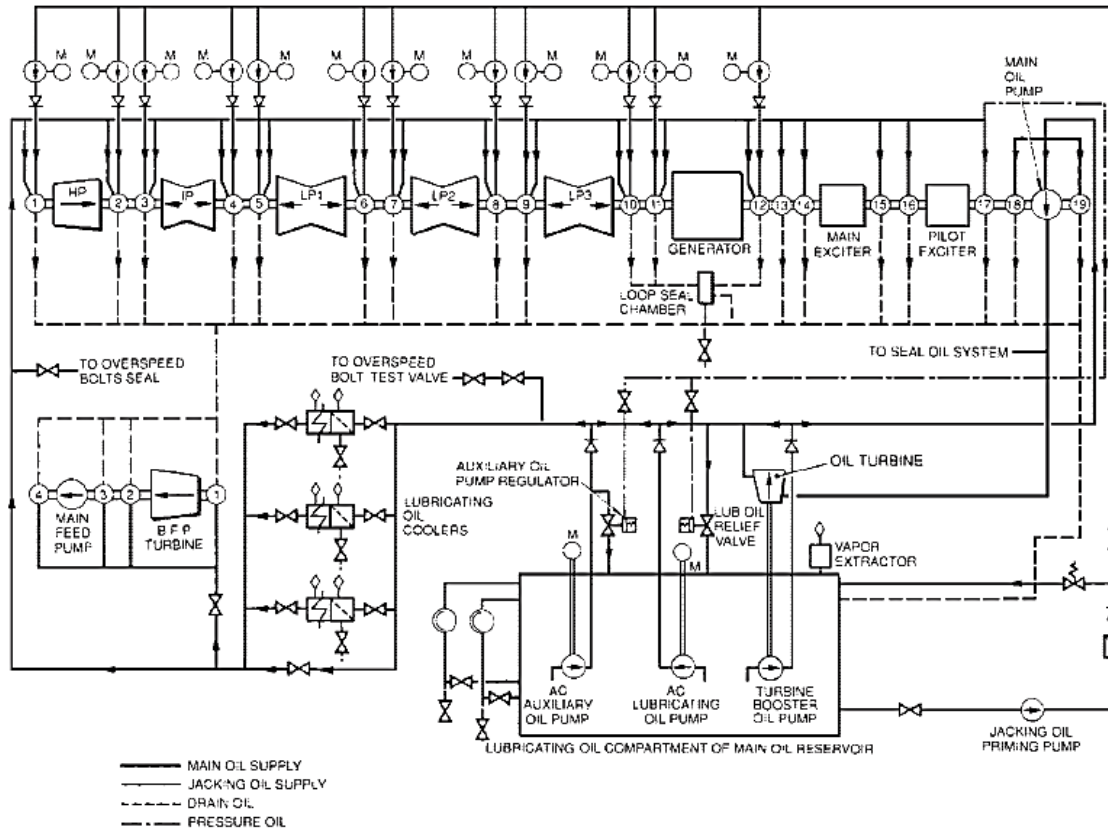 M M M M M M M M M M M
MAIN
OIL
PUMP
HP
IP
LP1
LP2
LP3
1 2 3 4 5 6 7 8 9 10 11 12 13 14 15 16 17 18 19
GENERATOR
MAIN
EXCITER
PILOT
EXCITER
LOOP SEAL
CHAMBER
TO SEAL OIL SYSTEM
TO OVERSPEED
BOLTS SEAL
TO OVERSPEED
BOLT TEST VALVE
OIL TURBINE
AUXILIARY OIL
PUMP REGULATOR
LUBRICATING
OIL
COOLERS
LUB OIL
RELIEF
VALVE
4 3 2 1
MAIN
FEED
PUMP
B F P
TURBINE
VAPOR
EXTRACTOR
M
M
AC
AUXILIARY
OIL PUMP
AC
LUBRICATING
OIL PUMP
TURBINE
BOOSTER
OIL PUMP
JACKING OIL
PRIMING PUMP
LUBRICATING OIL COMPARTMENT OF MAIN OIL RESERVOIR
MAIN OIL SUPPLY
JACKING OIL SUPPLY
DRAIN OIL
PRESSURE OIL